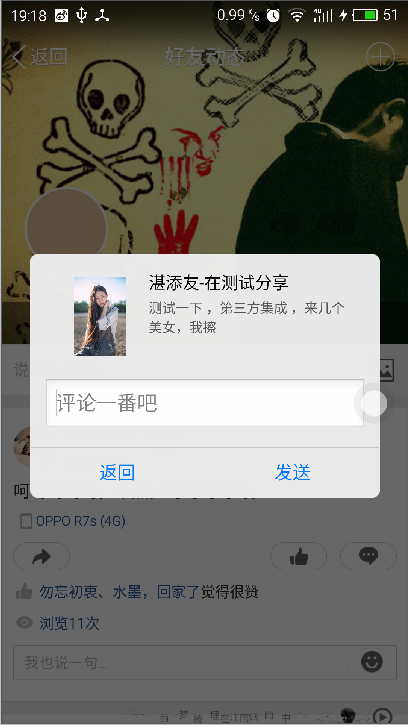 19:18
0.99 K/s
51
返回
好友动态
湛添友-在测试分享
测试一下，第三方集成，来几个
美女，我擦
说
评论一番吧
返回
发送
OPPO R7s (4G)
勿忘初衷、水墨，回家了觉得很赞
浏览11次
我也说一句...